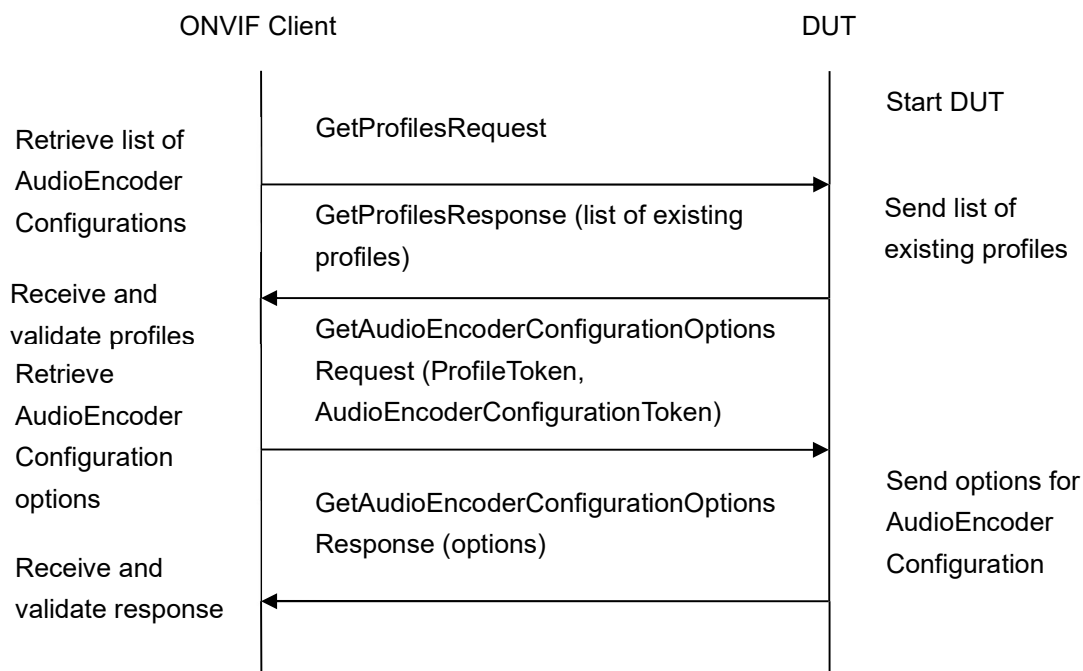 ONVIF Client
DUT
Start DUT
GetProfilesRequest
Retrieve list of
AudioEncoder
Configurations
GetProfilesResponse (list of existing
profiles)
Send list of
existing profiles
Receive and
validate profiles
GetAudioEncoderConfigurationOptions
Request (ProfileToken,
AudioEncoderConfigurationToken)
Retrieve
AudioEncoder
Configuration
options
GetAudioEncoderConfigurationOptions
Response (options)
Send options for
AudioEncoder
Configuration
Receive and
validate response